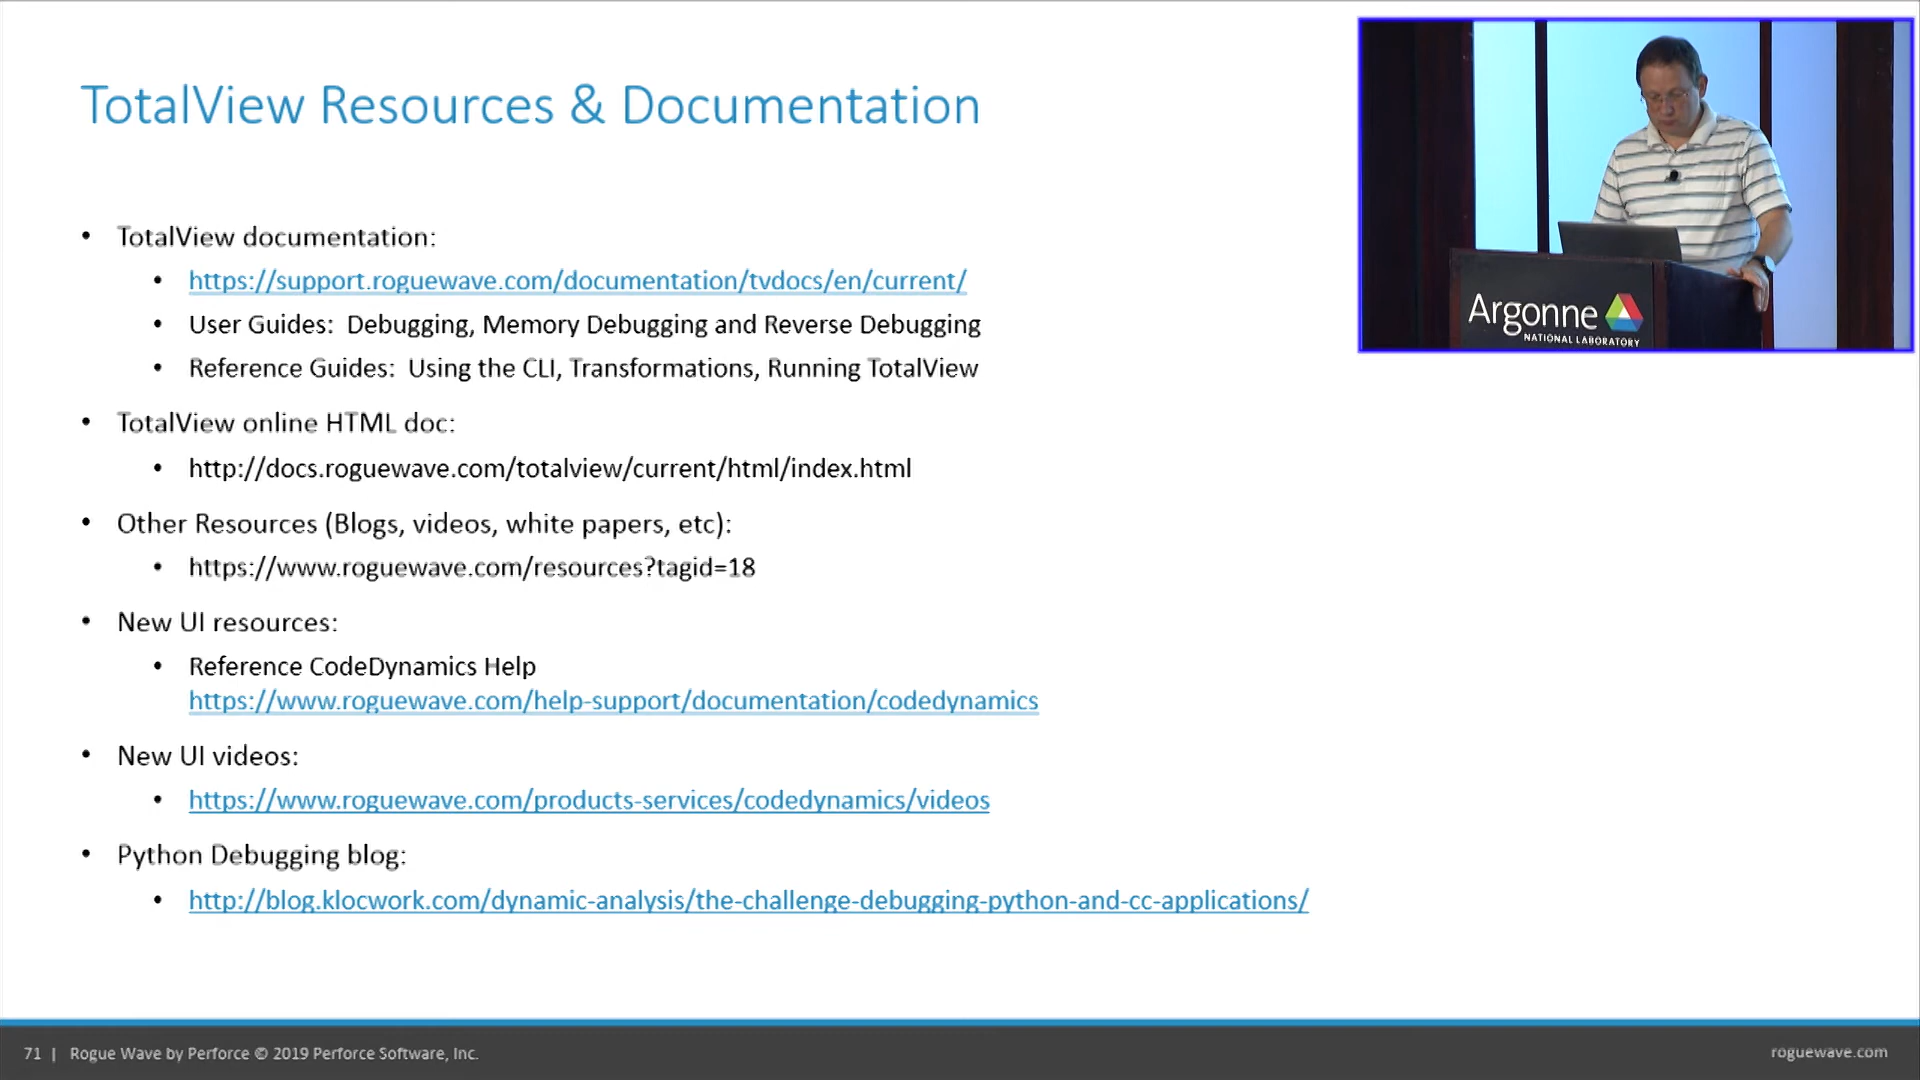 TotalView Resources & Documentation
• TotalView documentation:
• https://support.roguewave.com/documentation/tvdocs/en/current/
• User Guides:  Debugging, Memory Debugging and Reverse Debugging
• Reference Guides:  Using the CLI, Transformations, Running TotalView
• TotalView online HTML doc:
• http://docs.roguewave.com/totalview/current/html/index.html
• Other Resources (Blogs, videos, white papers, etc):
• https://www.roguewave.com/resources?tagid=18
• New UI resources:
• Reference CodeDynamics Help
https://www.roguewave.com/help-support/documentation/codedynamics
• New UI videos:
• https://www.roguewave.com/products-services/codedynamics/videos
• Python Debugging blog:
• http://blog.klocwork.com/dynamic-analysis/the-challenge-debugging-python-and-cc-applications/
Argonne
NATIONAL LABORATORY
71 | Rogue Wave by Perforce © 2019 Perforce Software, Inc.
roguewave.com